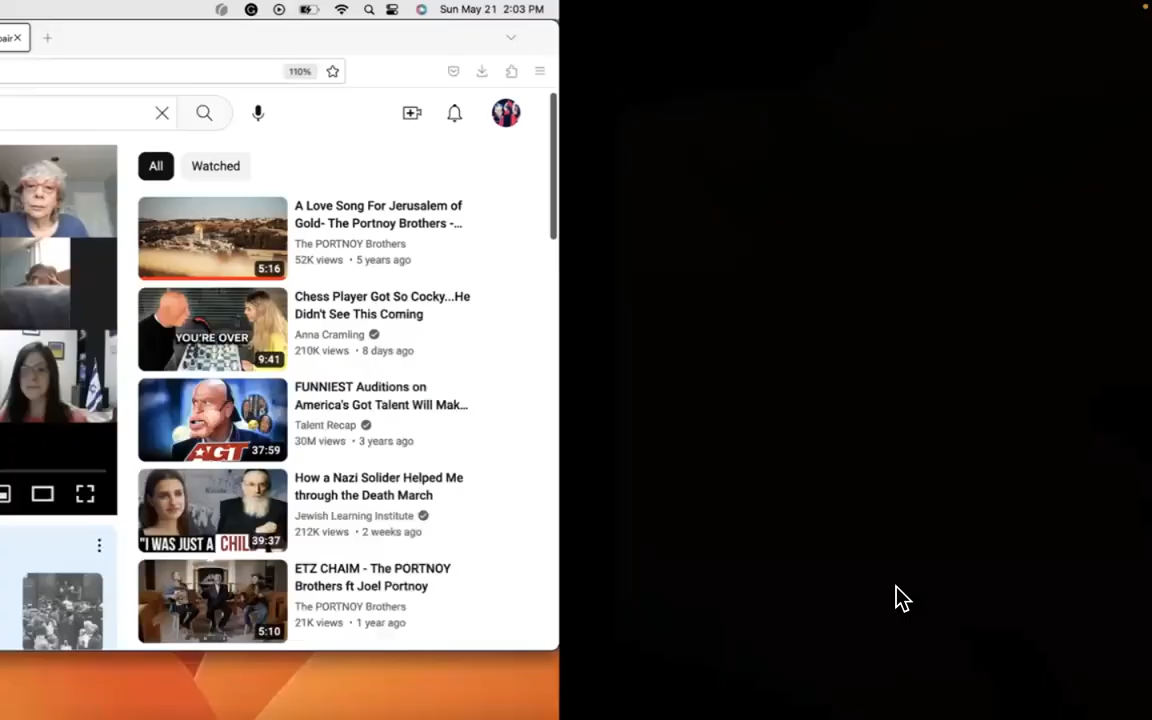 Sun May 21 2:03 PM
pair
110%
All
Watched
A Love Song For Jerusalem of
Gold- The Portnoy Brothers -...
The PORTNOY Brothers
52K views • 5 years ago
5:16
Chess Player Got So Cocky...He
Didn't See This Coming
Anna Cramling
210K views • 8 days ago
YOU'RE OVER
9:41
FUNNIEST Auditions on
America's Got Talent Will Mak...
Talent Recap
30M views • 3 years ago
AGT
37:59
How a Nazi Solider Helped Me
through the Death March
Jewish Learning Institute
212K views • 2 weeks ago
"I WAS JUST A CHIL
39:37
ETZ CHAIM - The PORTNOY
Brothers ft Joel Portnoy
The PORTNOY Brothers
21K views • 1 year ago
5:10